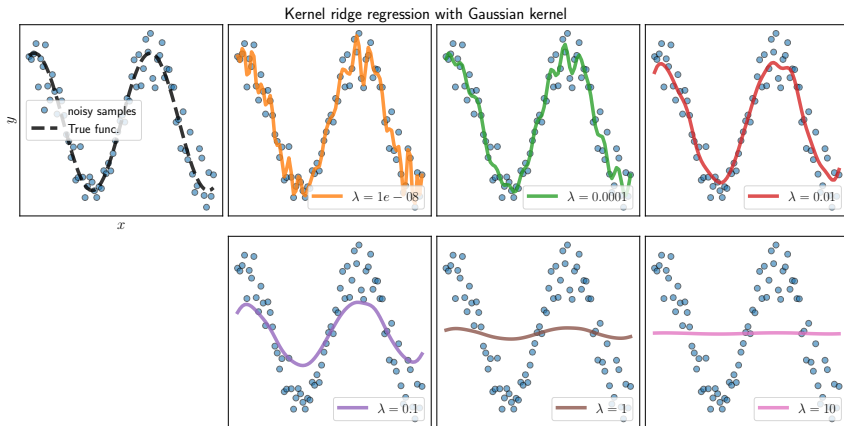 Kernel ridge regression with Gaussian kernel
y
noisy samples
True func.
x
λ = 1e − 08
λ = 0.0001
λ = 0.01
λ = 0.1
λ = 1
λ = 10